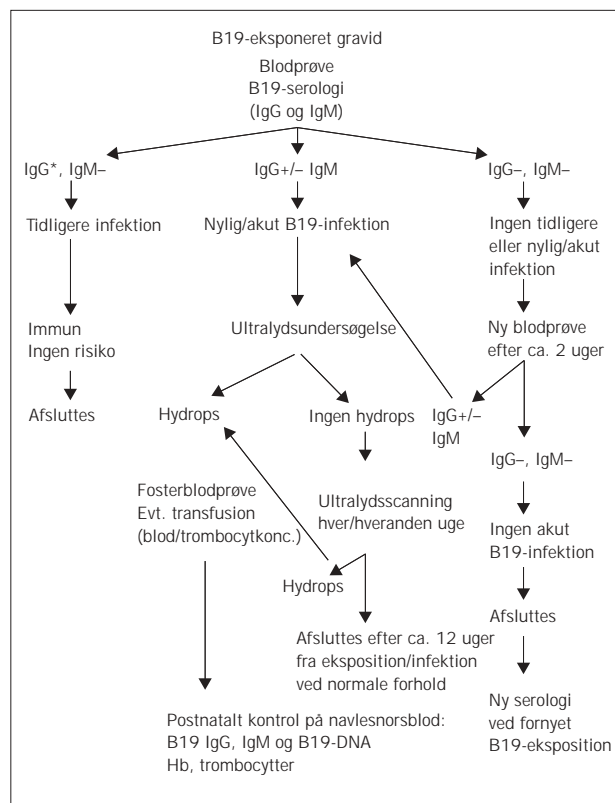 B19-eksponeret gravid
Blodprøve
B19-serologi
(IgG og IgM)
IgG*, IgM–
IgG+/– IgM
IgG–, IgM–
Tidligere infektion
Nylig/akut B19-infektion
Ingen tidligere
eller nylig/akut
infektion
Immun
Ingen risiko
Ultralydsundersøgelse
Ny blodprøve
efter ca. 2 uger
Afsluttes
Hydrops
Ingen hydrops
IgG+/–
IgM
IgG–, IgM–
Fosterblodprøve
Evt. transfusion
(blod/trombocytkonc.)
Ultralydsscanning
hver/hveranden uge
Ingen akut
B19-infektion
Hydrops
Afsluttes
Afsluttes efter ca. 12 uger
fra eksposition/infektion
ved normale forhold
Ny serologi
ved fornyet
B19-eksposition
Postnatalt kontrol på navlesnorsblod:
B19 IgG, IgM og B19-DNA
Hb, trombocytter